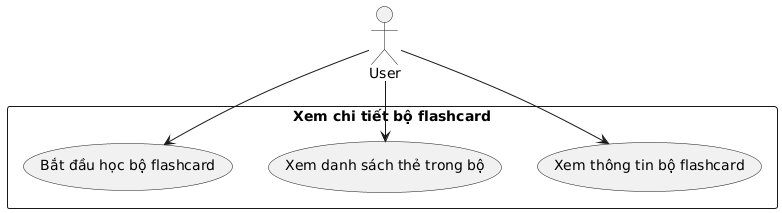 User
Xem chi tiết bộ flashcard
Bắt đầu học bộ flashcard
Xem danh sách thẻ trong bộ
Xem thông tin bộ flashcard